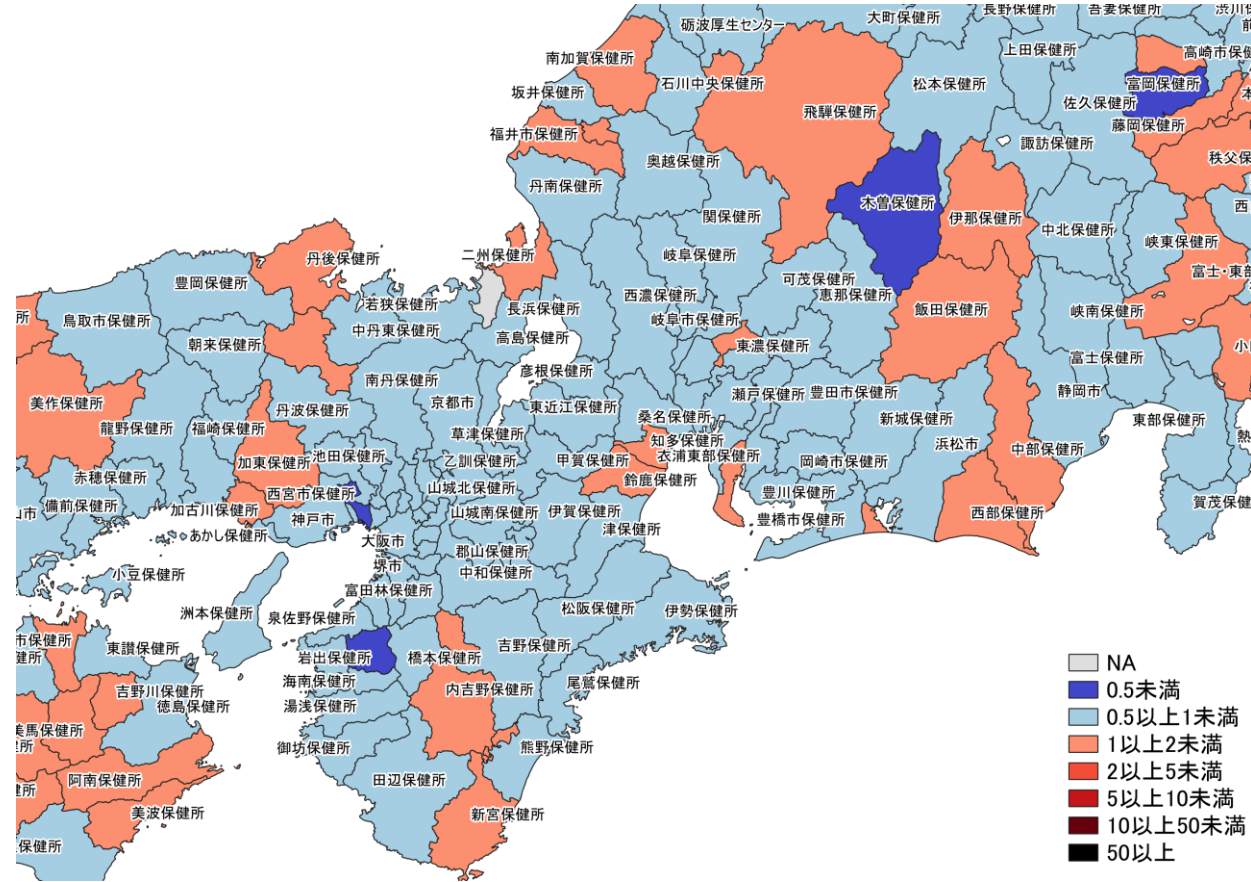 砺波厚生センター
大町保健所
長野保健所
吾妻保健所
渋川保
前
南加賀保健所
上田保健所
高崎市保健
石川中央保健所
松本保健所
坂井保健所
富岡保健所
佐久保健所
本
飛騨保健所
福井市保健所
藤岡保健所
奥越保健所
諏訪保健所
秩父保
丹南保健所
関保健所
木曽保健所
伊那保健所
西
中北保健所
峡東保健所
丹後保健所
二州保健所
岐阜保健所
富士・東部
豊岡保健所
可茂保健所
若狭保健所
長浜保健所
西濃保健所
恵那保健所
所
鳥取市保健所
中丹東保健所
飯田保健所
峡南保健所
岐阜市保健所
高島保健所
朝来保健所
東濃保健所
小
富士保健所
彦根保健所
南丹保健所
瀬戸保健所
豊田市保健所
静岡市
美作保健所
京都市
丹波保健所
東近江保健所
桑名保健所
新城保健所
東部保健所
龍野保健所
福崎保健所
草津保健所
知多保健所
浜松市
中部保健所
熱
池田保健所
乙訓保健所
甲賀保健所
衣浦東部保健所
加東保健所
岡崎市保健所
赤穂保健所
鈴鹿保健所
西宮市保健所
山城北保健所
豊川保健所
賀茂保健
備前保健所
山市
加古川保健所
神戸市
山城南保健所
伊賀保健所
豊橋市保健所
西部保健所
あかし保健所
大阪市
津保健所
郡山保健所
堺市
小豆保健所
中和保健所
富田林保健所
洲本保健所
泉佐野保健所
松阪保健所
伊勢保健所
市保健所
東讃保健所
吉野保健所
健所
岩出保健所
橋本保健所
海南保健所
尾鷲保健所
内吉野保健所
吉野川保健所
徳島保健所
湯浅保健所
美馬保健所
所
御坊保健所
熊野保健所
阿南保健所
田辺保健所
健所
美波保健所
新宮保健所
保健所
NA
0.5未満
0.5以上1未満
1以上2未満
2以上5未満
5以上10未満
10以上50未満
50以上